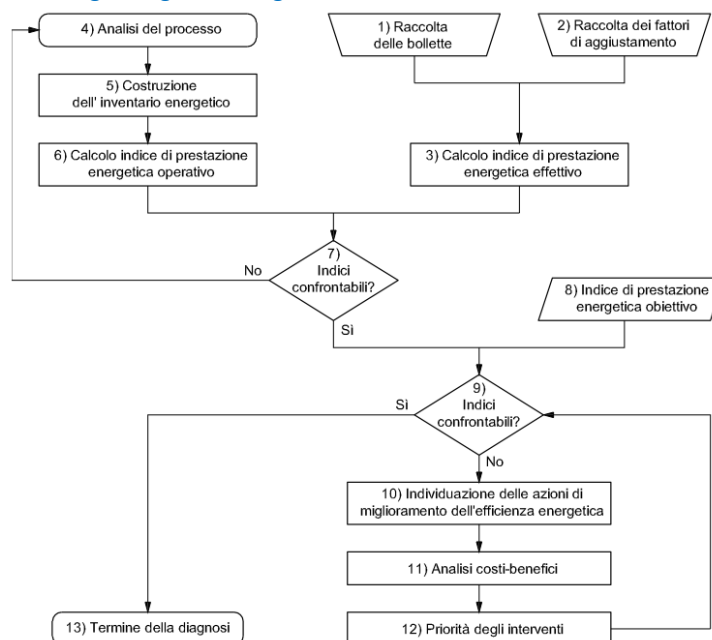 4) Analisi del processo
1) Raccolta
delle bollette
2) Raccolta dei fattori
di aggiustamento
5) Costruzione
dell' inventario energetico
6) Calcolo indice di prestazione
energetica operativo
3) Calcolo indice di prestazione
energetica effettivo
7)
Indici
confrontabili?
No
Sì
8) Indice di prestazione
energetica obiettivo
9)
Indici
confrontabili?
Sì
No
10) Individuazione delle azioni di
miglioramento dell'efficienza energetica
11) Analisi costi-benefici
12) Priorità degli interventi
13) Termine della diagnosi